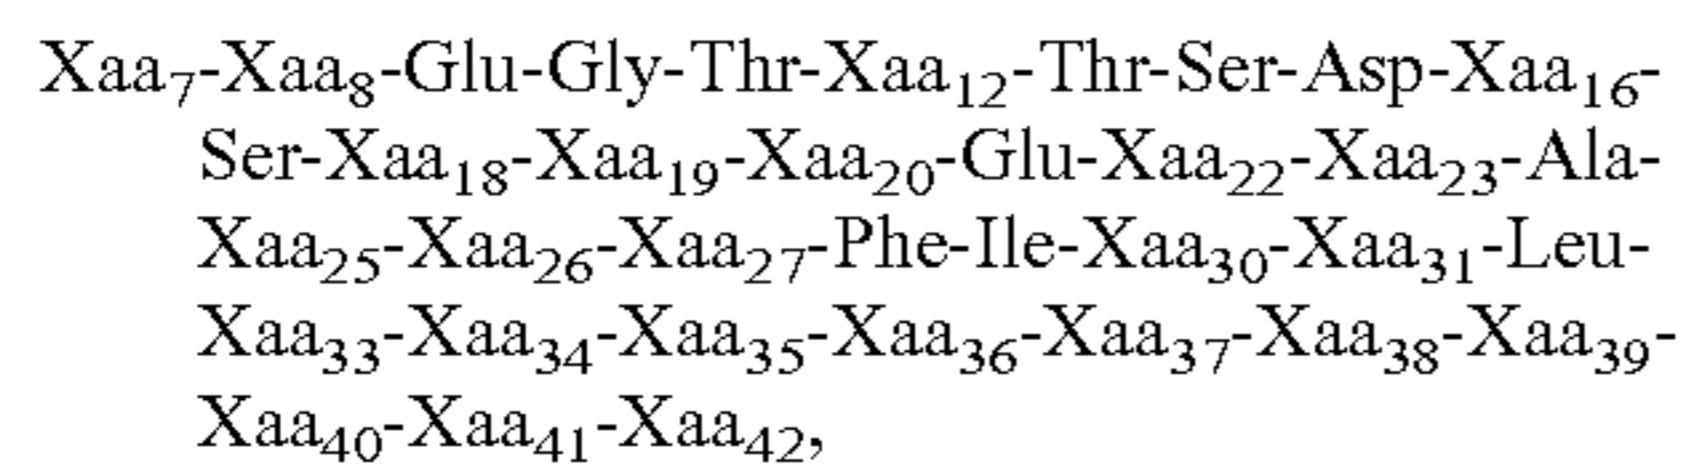 Xaa₇-Xaa₈-Glu-Gly-Thr-Xaa₁₂-Thr-Ser-Asp-Xaa₁₆-
Ser-Xaa₁₈-Xaa₁₉-Xaa₂₀-Glu-Xaa₂₂-Xaa₂₃-Ala-
Xaa₂₅-Xaa₂₆-Xaa₂₇-Phe-Ile-Xaa₃₀-Xaa₃₁-Leu-
Xaa₃₃-Xaa₃₄-Xaa₃₅-Xaa₃₆-Xaa₃₇-Xaa₃₈-Xaa₃₉-
Xaa₄₀-Xaa₄₁-Xaa₄₂,